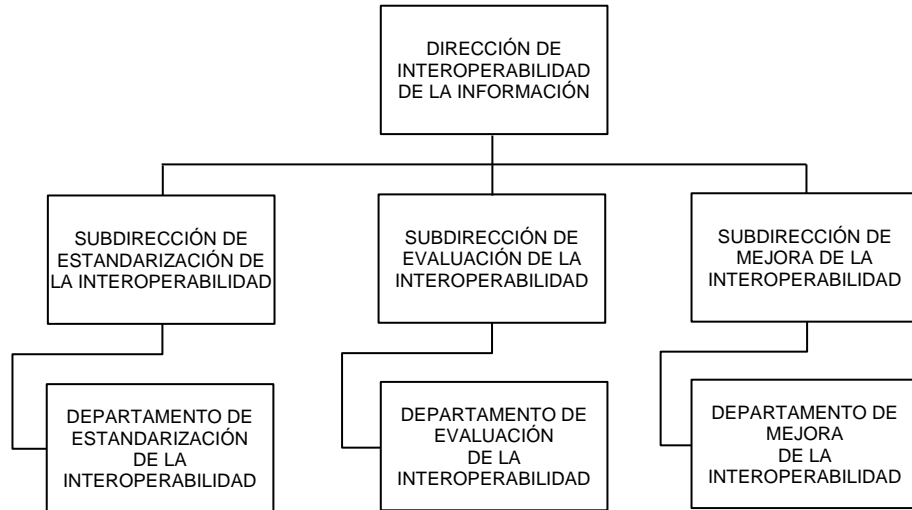 DIRECCIÓN DE
INTEROPERABILIDAD
DE LA INFORMACIÓN
SUBDIRECCIÓN DE
ESTANDARIZACIÓN DE
LA INTEROPERABILIDAD
SUBDIRECCIÓN DE
EVALUACIÓN DE LA
INTEROPERABILIDAD
SUBDIRECCIÓN DE
MEJORA DE LA
INTEROPERABILIDAD
DEPARTAMENTO DE
ESTANDARIZACIÓN
DE LA
INTEROPERABILIDAD
DEPARTAMENTO DE
EVALUACIÓN
DE LA
INTEROPERABILIDAD
DEPARTAMENTO DE
MEJORA
DE LA
INTEROPERABILIDAD